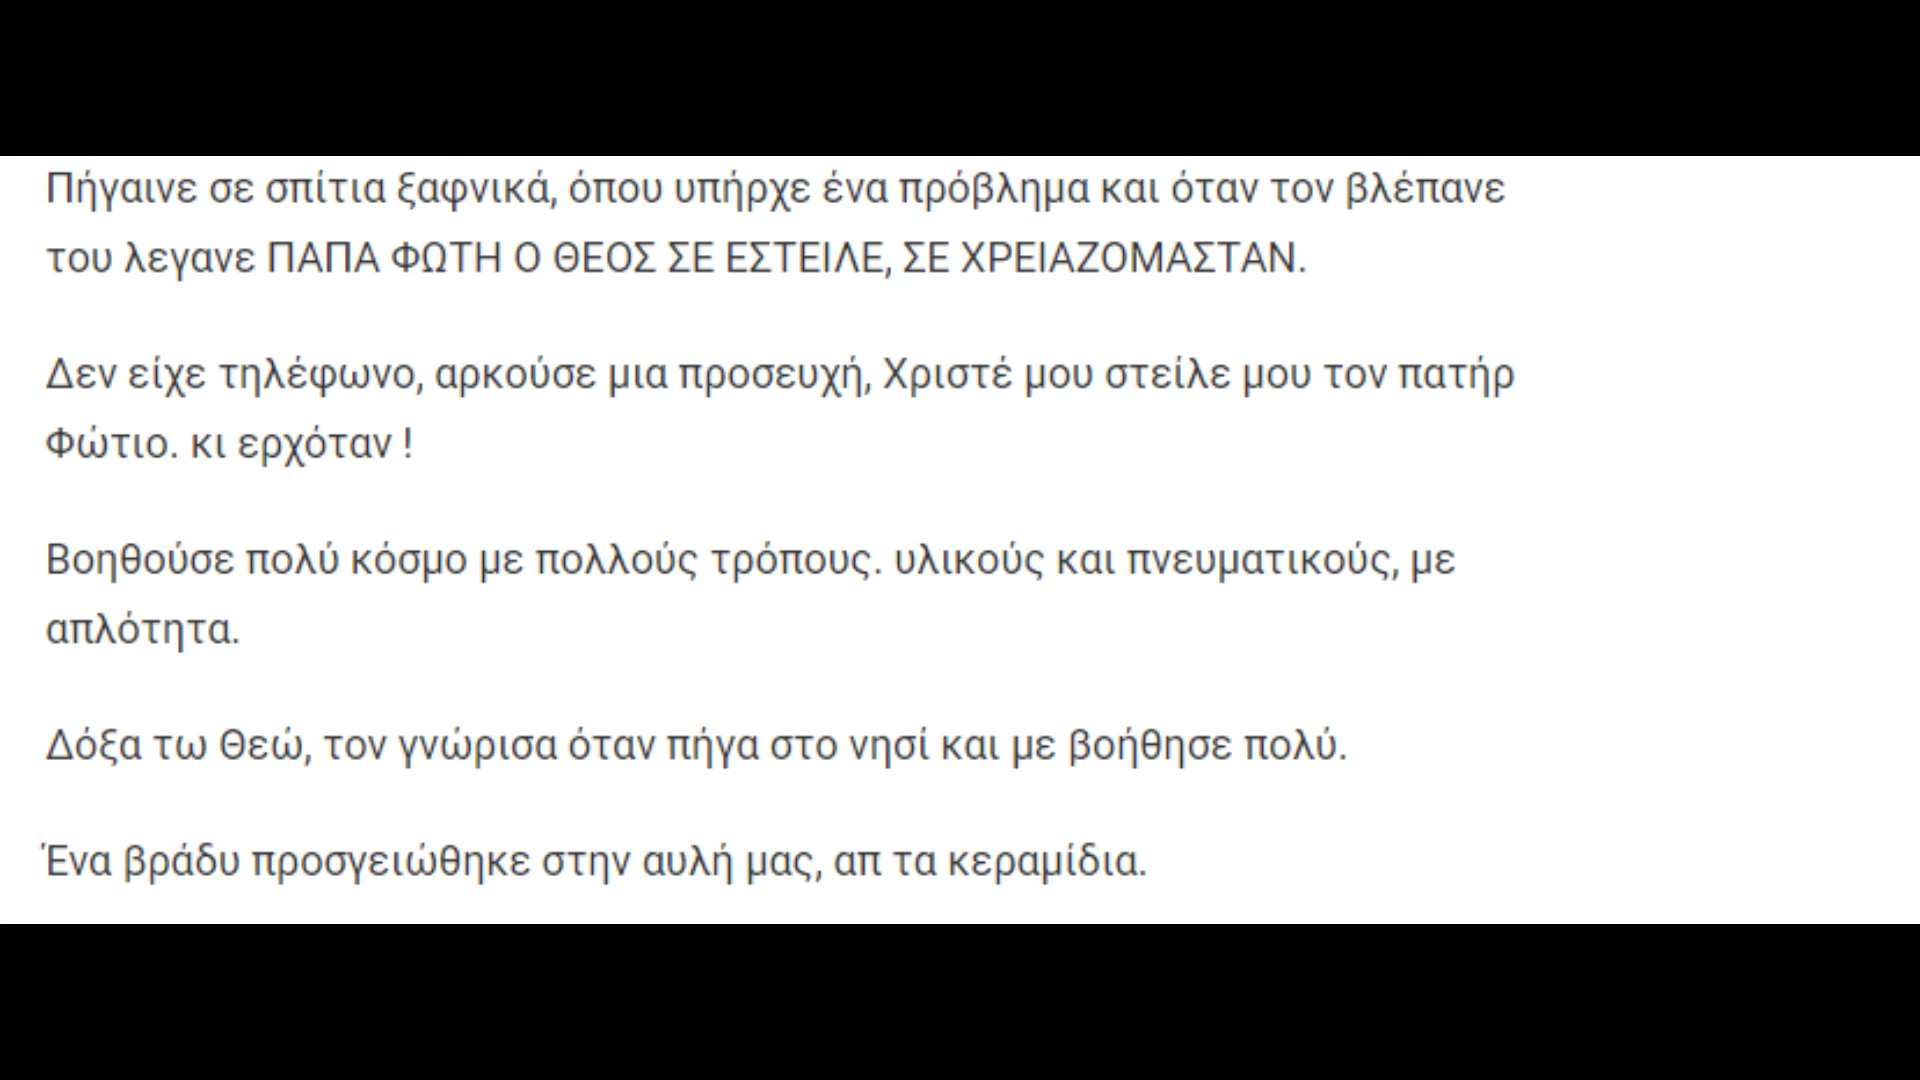 Πήγαινε σε σπίτια ξαφνικά, όπου υπήρχε ένα πρόβλημα και όταν τον βλέπανε
του λεγανε ΠΑΠΑ ΦΩΤΗ Ο ΘΕΟΣ ΣΕ ΕΣΤΕΙΛΕ, ΣΕ ΧΡΕΙΑΖΟΜΑΣΤΑΝ.
Δεν είχε τηλέφωνο, αρκούσε μια προσευχή, Χριστέ μου στείλε μου τον πατήρ
Φώτιο. κι ερχόταν !
Βοηθούσε πολύ κόσμο με πολλούς τρόπους. υλικούς και πνευματικούς, με
απλότητα.
Δόξα τω Θεώ, τον γνώρισα όταν πήγα στο νησί και με βοήθησε πολύ.
Ένα βράδυ προσγειώθηκε στην αυλή μας, απ τα κεραμίδια.